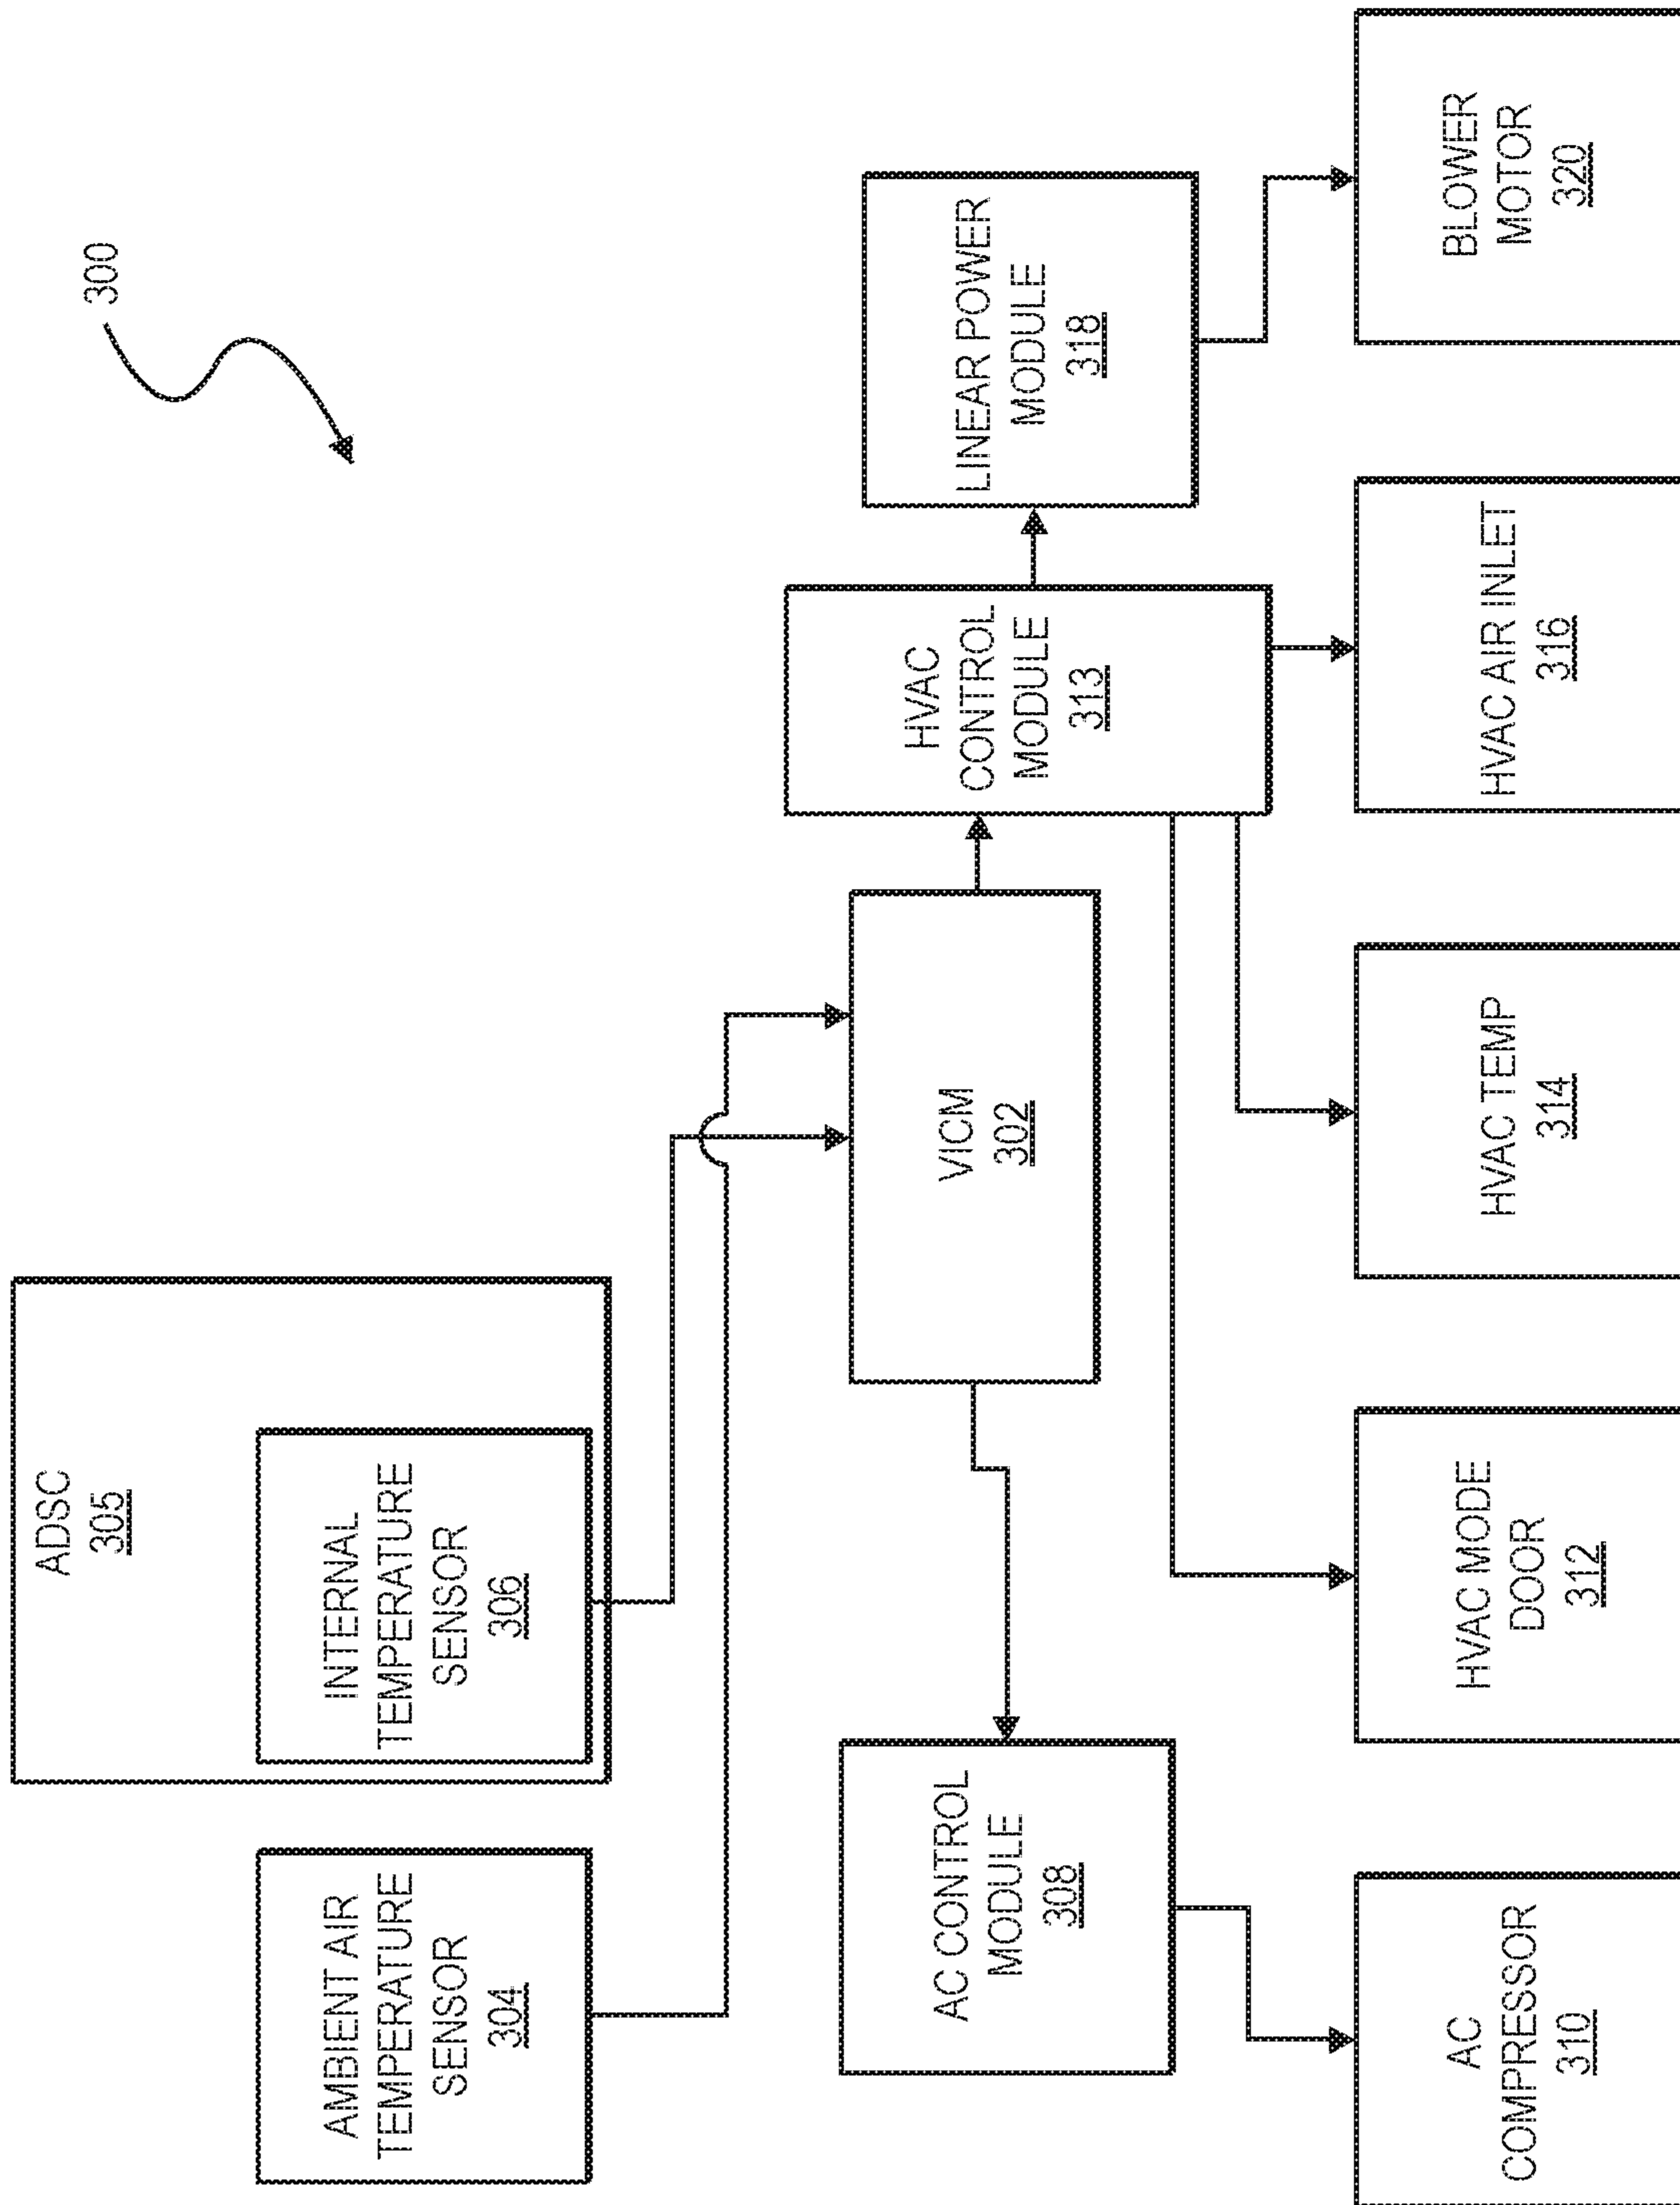 300
ADSC
305
AMBIENT AIR
TEMPERATURE
SENSOR
304
INTERNAL
TEMPERATURE
SENSOR
306
AC CONTROL
MODULE
308
VICM
302
HVAC
CONTROL
MODULE
313
LINEAR POWER
MODULE
318
AC
COMPRESSOR
310
HVAC MODE
DOOR
312
HVAC TEMP
314
HVAC AIR INLET
316
BLOWER
MOTOR
320